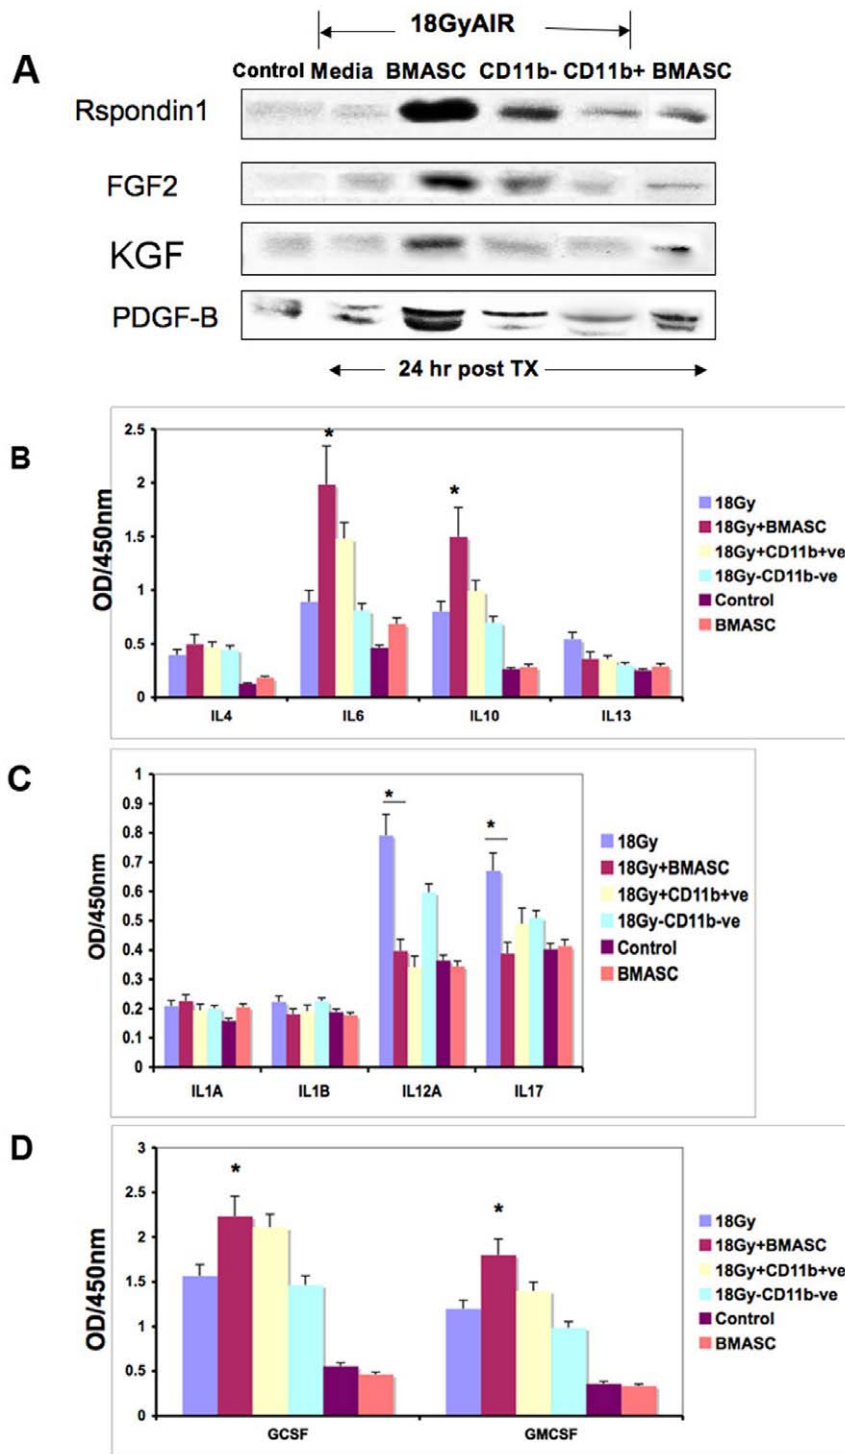 18GyAIR
A
Control Media BMASC CD11b- CD11b+ BMASC
Rspondin1
FGF2
KGF
PDGF-B
24 hr post TX
B
OD/450nm
2.5
2
1.5
1
0.5
0
*
*
IL4 IL6 IL10 IL13
18Gy
18Gy+BMASC
18Gy+CD11b+ve
18Gy-CD11b-ve
Control
BMASC
C
OD/450nm
1
0.9
0.8
0.7
0.6
0.5
0.4
0.3
0.2
0.1
0
*
*
IL1A IL1B IL12A IL17
18Gy
18Gy+BMASC
18Gy+CD11b+ve
18Gy-CD11b-ve
Control
BMASC
D
OD/450nm
3
2.5
2
1.5
1
0.5
0
*
*
GCSF GMCSF
18Gy
18Gy+BMASC
18Gy+CD11b+ve
18Gy-CD11b-ve
Control
BMASC